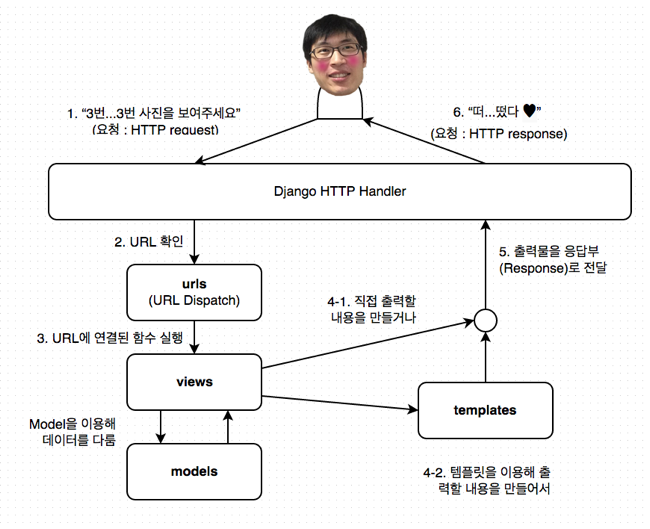 1. “3번...3번 사진을 보여주세요”
(요청 : HTTP request)
6. “떠...떴다 ♥”
(요청 : HTTP response)
Django HTTP Handler
2. URL 확인
5. 출력물을 응답부
(Response)로 전달
urls
(URL Dispatch)
4-1. 직접 출력할
내용을 만들거나
3. URL에 연결된 함수 실행
views
templates
Model을 이용해
데이터를 다룸
models
4-2. 템플릿을 이용해 출
력할 내용을 만들어서